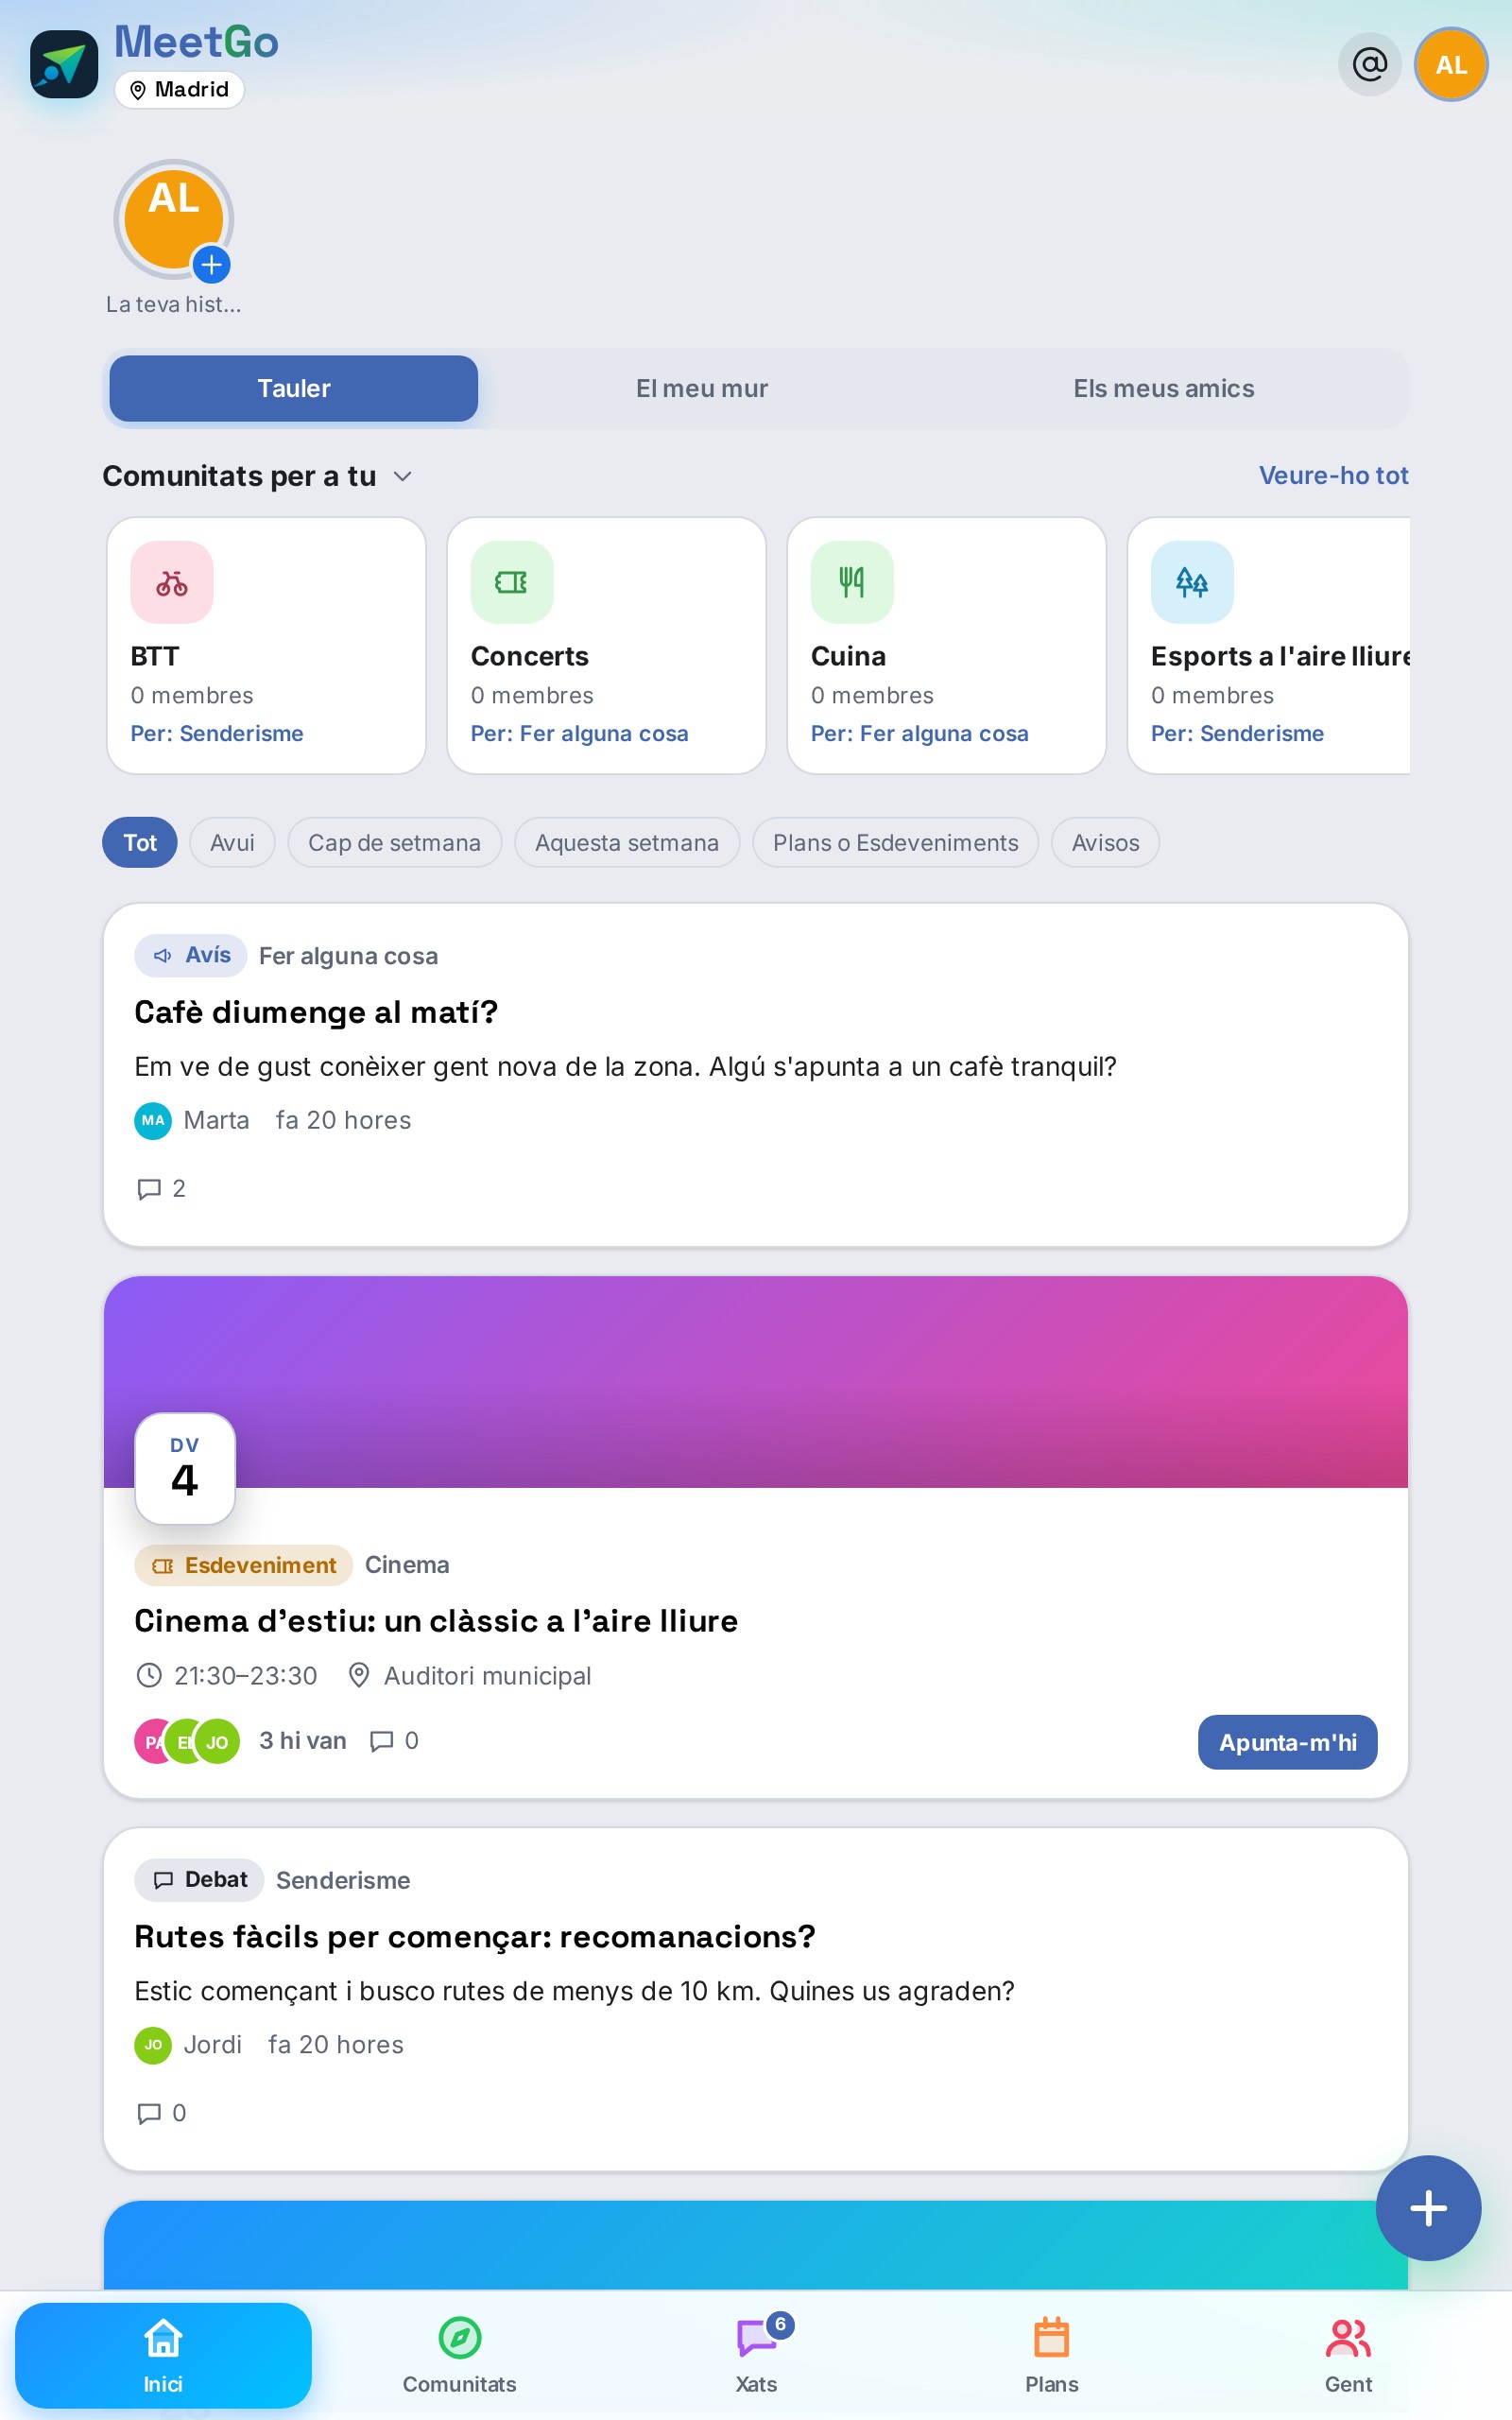 MeetGo
Madrid
@
AL
AL
La teva hist...
Tauler
El meu mur
Els meus amics
Comunitats per a tu
Veure-ho tot
BTT
0 membres
Per: Senderisme
Concerts
0 membres
Per: Fer alguna cosa
Cuina
0 membres
Per: Fer alguna cosa
Esports a l'aire lliure
0 membres
Per: Senderisme
Tot
Avui
Cap de setmana
Aquesta setmana
Plans o Esdeveniments
Avisos
Avís
Fer alguna cosa
Cafè diumenge al matí?
Em ve de gust conèixer gent nova de la zona. Algú s'apunta a un cafè tranquil?
MA
Marta
fa 20 hores
2
DV
4
Esdeveniment
Cinema
Cinema d’estiu: un clàssic a l’aire lliure
21:30–23:30
Auditori municipal
PA
JO
3 hi van
0
Apunta-m'hi
Debat
Senderisme
Rutes fàcils per començar: recomanacions?
Estic començant i busco rutes de menys de 10 km. Quines us agraden?
JO
Jordi
fa 20 hores
0
Inici
Comunitats
6
Xats
Plans
Gent